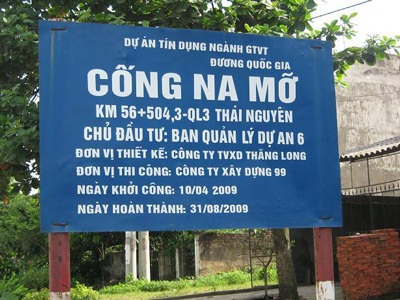 DỰ ÁN TÍN DỤNG NGÀNH GTVT
ĐƯƠNG QUỐC GIA
CỐNG NA MỠ
KM 56+504,3-QL3 THÁI NGUYÊN
CHỦ ĐẦU TƯ: BAN QUẢN LÝ DỰ ÁN 6
ĐƠN VỊ THIẾT KẾ: CÔNG TY TVXD THĂNG LONG
ĐƠN VỊ THI CÔNG: CÔNG TY XÂY DỰNG 99
NGÀY KHỞI CÔNG: 10/04 2009
NGÀY HOÀN THÀNH: 31/08/2009